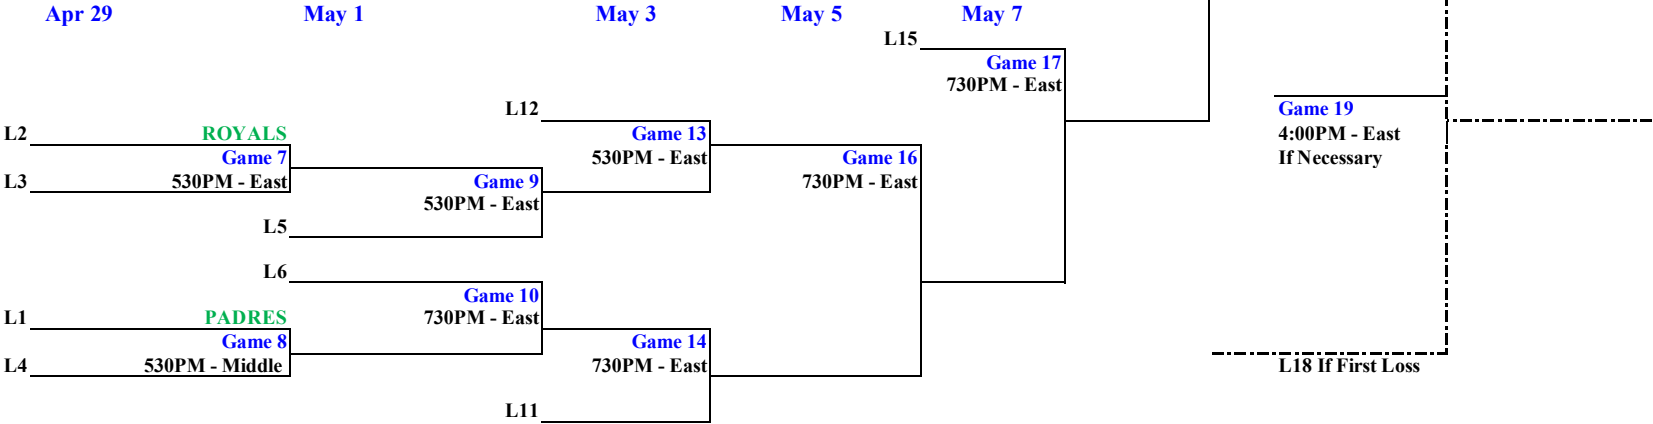 Apr 29
May 1
May 3
May 5
May 7
L15
Game 17
730PM - East
L12
Game 19
4:00PM - East
If Necessary
L2
ROYALS
Game 13
530PM - East
Game 7
530PM - East
L3
Game 16
730PM - East
Game 9
530PM - East
L5
L6
Game 10
730PM - East
L1
PADRES
Game 8
530PM - Middle
L4
Game 14
730PM - East
L18 If First Loss
L11